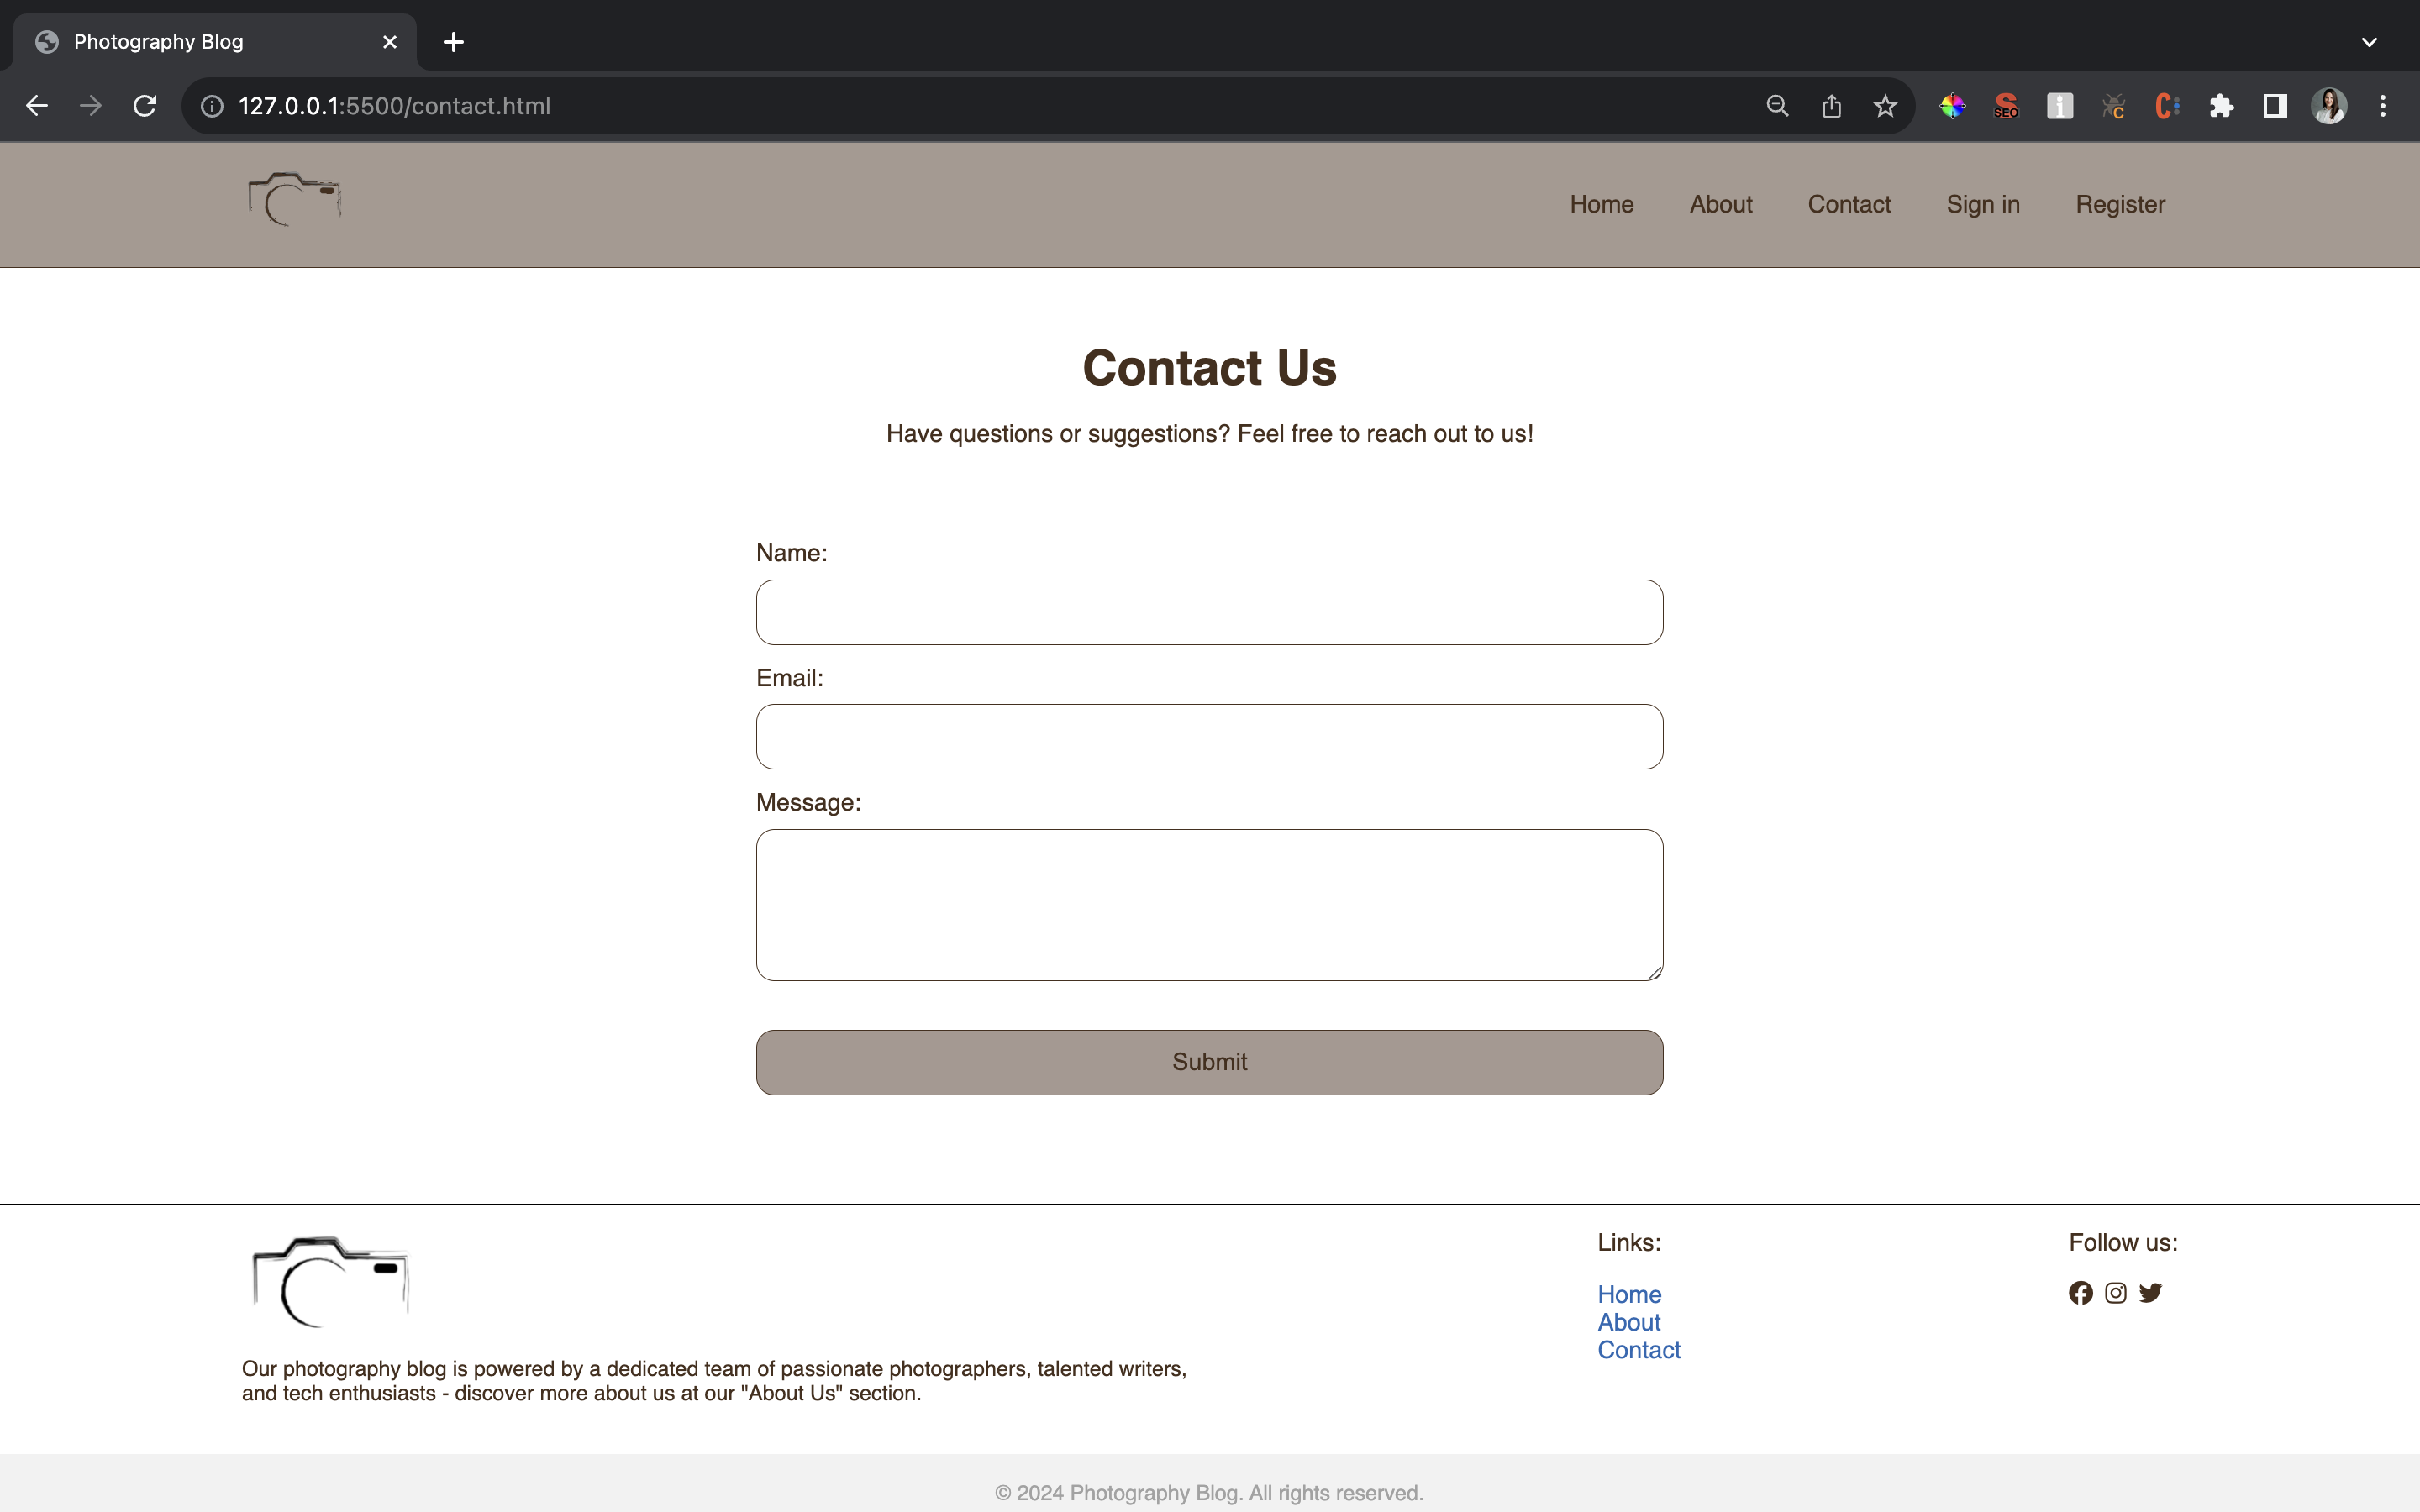 Photography Blog
127.0.0.1:5500/contact.html
SEO
Home About Contact Sign in Register
Contact Us
Have questions or suggestions? Feel free to reach out to us!
Name:
Email:
Message:
Submit
Links:
Follow us:
Home
About
Contact
Our photography blog is powered by a dedicated team of passionate photographers, talented writers,
and tech enthusiasts - discover more about us at our "About Us" section.
© 2024 Photography Blog. All rights reserved.